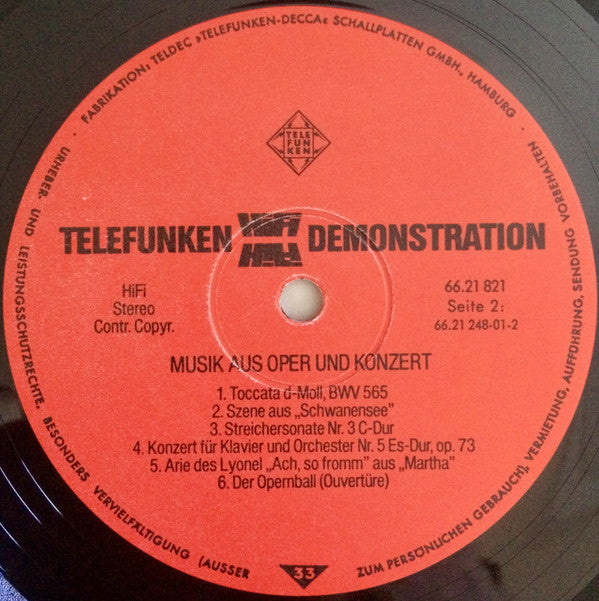 · FABRIKATION: TELDEC »TELEFUNKEN-DECCA« SCHALLPLATTEN GMBH., HAMBURG ·
URHEBER- UND LEISTUNGSSCHUTZRECHTE. BESONDERS VERVIELFÄLTIGUNG (AUSSER ZUM PERSÖNLICHEN GEBRAUCH), VERMIETUNG, AUFFÜHRUNG, SENDUNG VORBEHALTEN
TELE
FUN
KEN
TELEFUNKEN HiFi DEMONSTRATION
HiFi
HiFi
Stereo
Contr. Copyr.
66.21 821
Seite 2:
66.21 248-01-2
MUSIK AUS OPER UND KONZERT
1. Toccata d-Moll, BWV 565
2. Szene aus „Schwanensee”
3. Streichersonate Nr. 3 C-Dur
4. Konzert für Klavier und Orchester Nr. 5 Es-Dur, op. 73
5. Arie des Lyonel „Ach, so fromm” aus „Martha”
6. Der Opernball (Ouvertüre)
33